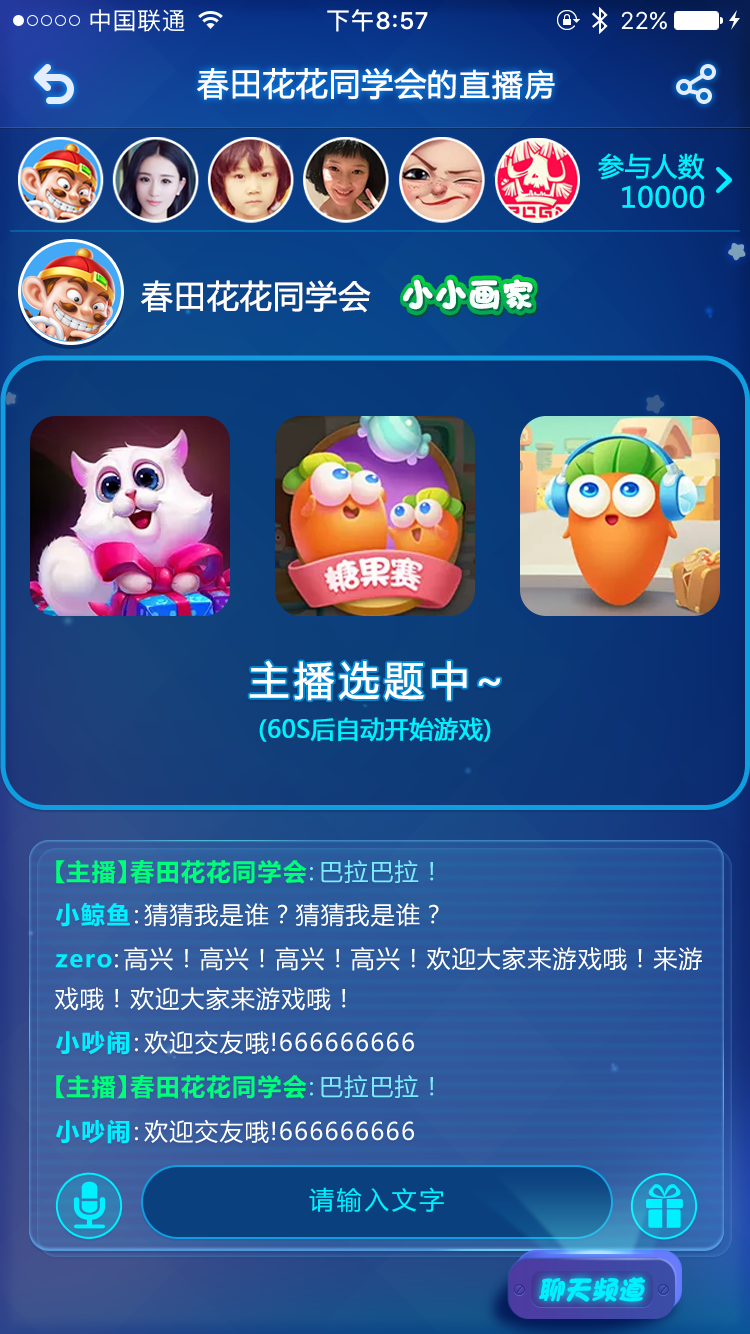 中国联通 下午8:57 22%
春田花花同学会的直播房
参与人数
10000
春田花花同学会 小小画家
糖果赛
主播选题中~
(60S后自动开始游戏)
【主播】春田花花同学会:巴拉巴拉！
小鲸鱼:猜猜我是谁？猜猜我是谁？
zero:高兴！高兴！高兴！高兴！欢迎大家来游戏哦！来游
戏哦！欢迎大家来游戏哦！
小吵闹:欢迎交友哦!666666666
【主播】春田花花同学会:巴拉巴拉！
小吵闹:欢迎交友哦!666666666
请输入文字
聊天频道